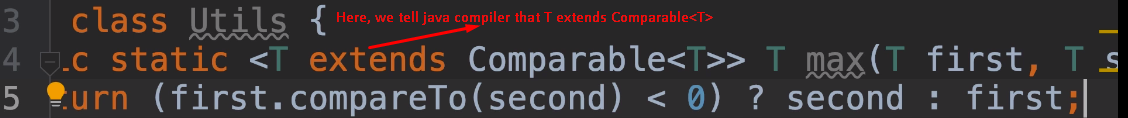 3 class Utils { Here, we tell java compiler that T extends Comparable<T>
4 ic static <T extends Comparable<T>> T max(T first, T s
5 urn (first.compareTo(second) < 0) ? second : first;